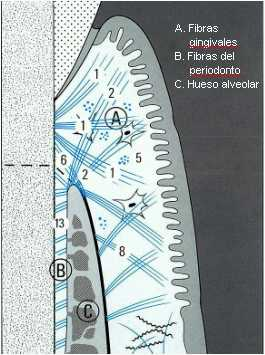 A. Fibras
gingivales
B. Fibras del
periodonto
C. Hueso alveolar
1
2
1
A
6
2
1
5
13
8
B
C